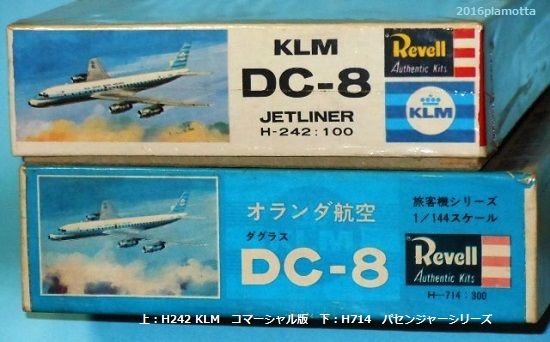 2016plamotta
KLM
DC-8
JETLINER
H-242:100
Revell
Authentic Kits
KLM
オランダ航空
ダグラス
DC-8
旅客機シリーズ
1/144スケール
Revell
Authentic Kits
H-714:300
上:H242 KLM コマーシャル版 下:H714 パセンジャーシリーズ